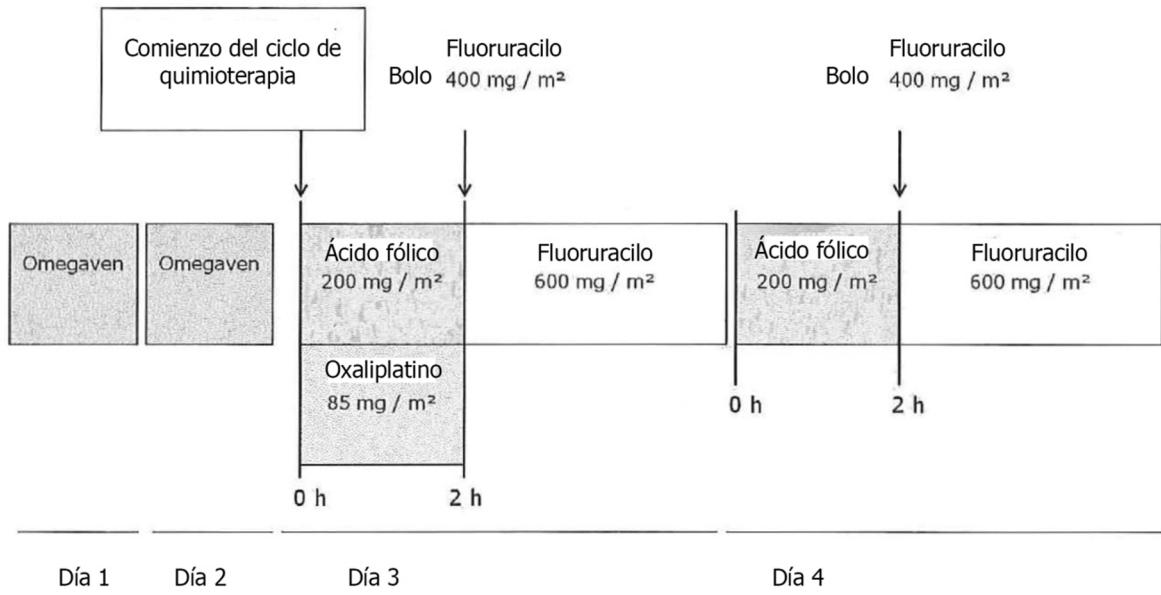 Comienzo del ciclo de
quimioterapia
Fluoruracilo
Bolo 400 mg / m²
Fluoruracilo
Bolo 400 mg / m²
Omegaven
Omegaven
Ácido fólico
200 mg / m²
Fluoruracilo
600 mg / m²
Ácido fólico
200 mg / m²
Fluoruracilo
600 mg / m²
Oxaliplatino
85 mg / m²
0 h
2 h
0 h
2 h
Día 1
Día 2
Día 3
Día 4